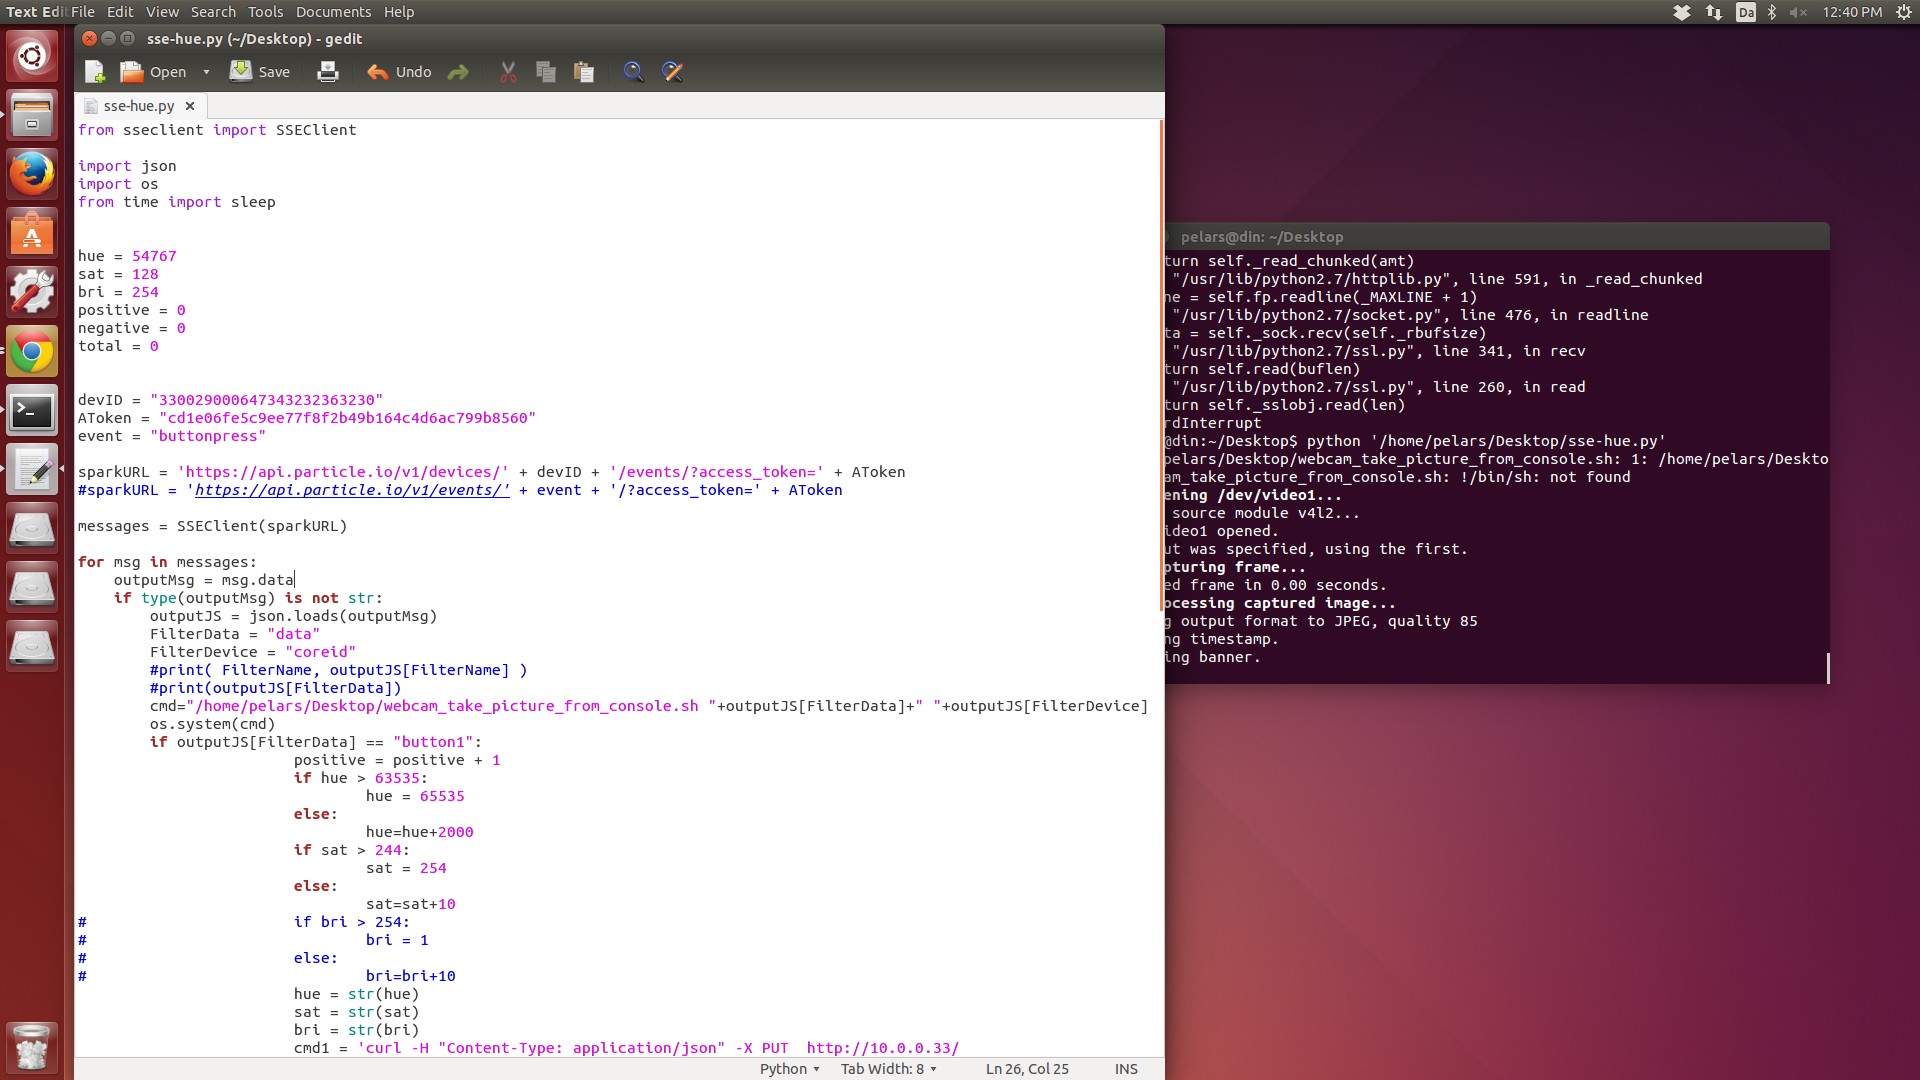 Text Edi File Edit View Search Tools Documents Help
Da
12:40 PM
sse-hue.py (~/Desktop) - gedit
Open Save Undo
sse-hue.py
from sseclient import SSEClient
import json
import os
from time import sleep
hue = 54767
sat = 128
bri = 254
positive = 0
negative = 0
total = 0
devID = "330029000647343232363230"
AToken = "cd1e06fe5c9ee77f8f2b49b164c4d6ac799b8560"
event = "buttonpress"
sparkURL = 'https://api.particle.io/v1/devices/' + devID + '/events/?access_token=' + AToken
#sparkURL = 'https://api.particle.io/v1/events/' + event + '/?access_token=' + AToken
messages = SSEClient(sparkURL)
for msg in messages:
    outputMsg = msg.data
    if type(outputMsg) is not str:
        outputJS = json.loads(outputMsg)
        FilterData = "data"
        FilterDevice = "coreid"
        #print( FilterName, outputJS[FilterName] )
        #print(outputJS[FilterData])
        cmd="/home/pelars/Desktop/webcam_take_picture_from_console.sh "+outputJS[FilterData]+" "+outputJS[FilterDevice]
        os.system(cmd)
        if outputJS[FilterData] == "button1":
                        positive = positive + 1
                        if hue > 63535:
                                hue = 65535
                        else:
                                hue=hue+2000
                        if sat > 244:
                                sat = 254
                        else:
                                sat=sat+10
#                       if bri > 254:
#                               bri = 1
#                       else:
#                               bri=bri+10
                        hue = str(hue)
                        sat = str(sat)
                        bri = str(bri)
                        cmd1 = 'curl -H "Content-Type: application/json" -X PUT  http://10.0.0.33/
Python Tab Width: 8 Ln 26, Col 25 INS
pelars@din: ~/Desktop
turn self._read_chunked(amt)
"/usr/lib/python2.7/httplib.py", line 591, in _read_chunked
ne = self.fp.readline(_MAXLINE + 1)
"/usr/lib/python2.7/socket.py", line 476, in readline
ta = self._sock.recv(self._rbufsize)
"/usr/lib/python2.7/ssl.py", line 341, in recv
turn self.read(buflen)
"/usr/lib/python2.7/ssl.py", line 260, in read
turn self._sslobj.read(len)
rdInterrupt
@din:~/Desktop$ python '/home/pelars/Desktop/sse-hue.py'
pelars/Desktop/webcam_take_picture_from_console.sh: 1: /home/pelars/Deskto
am_take_picture_from_console.sh: !/bin/sh: not found
ening /dev/video1...
source module v4l2...
ideo1 opened.
ut was specified, using the first.
pturing frame...
ed frame in 0.00 seconds.
ocessing captured image...
g output format to JPEG, quality 85
ng timestamp.
ing banner.